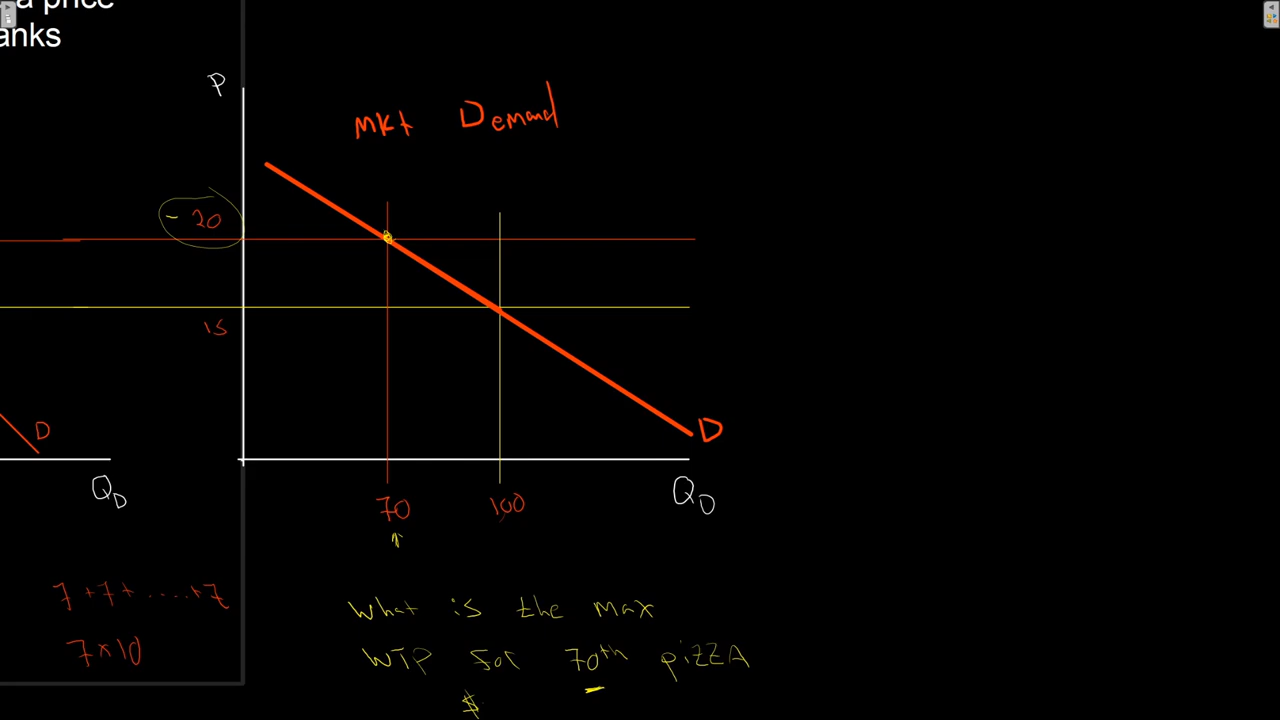 a price
anks
P
Mkt Demand
- 20
15
D
D
QD
QD
70
100
7 + 7 + ..... + 7
7 x 10
What is the max
WTP for 70th pizzA
$